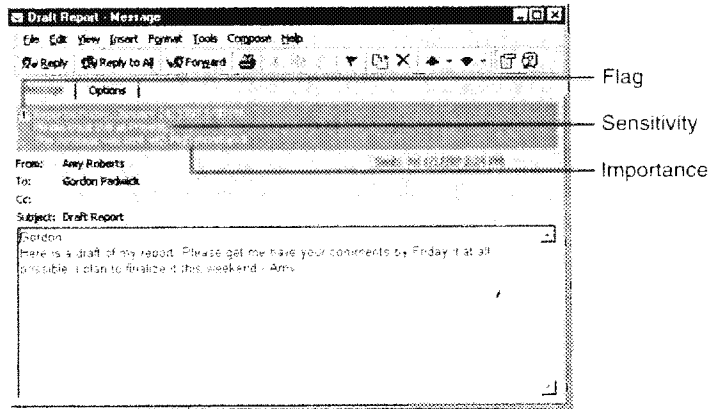 Draft Report - Message
File Edit View Insert Format Tools Compose Help
Reply Reply to All Forward
Message Options
Flag
Sensitivity
Importance
From: Amy Roberts
To: Gordon Padwick
Cc:
Subject: Draft Report
Gordon
Here is a draft of my report. Please get me have your comments by Friday if at all
possible. I plan to finalize it this weekend - Amy